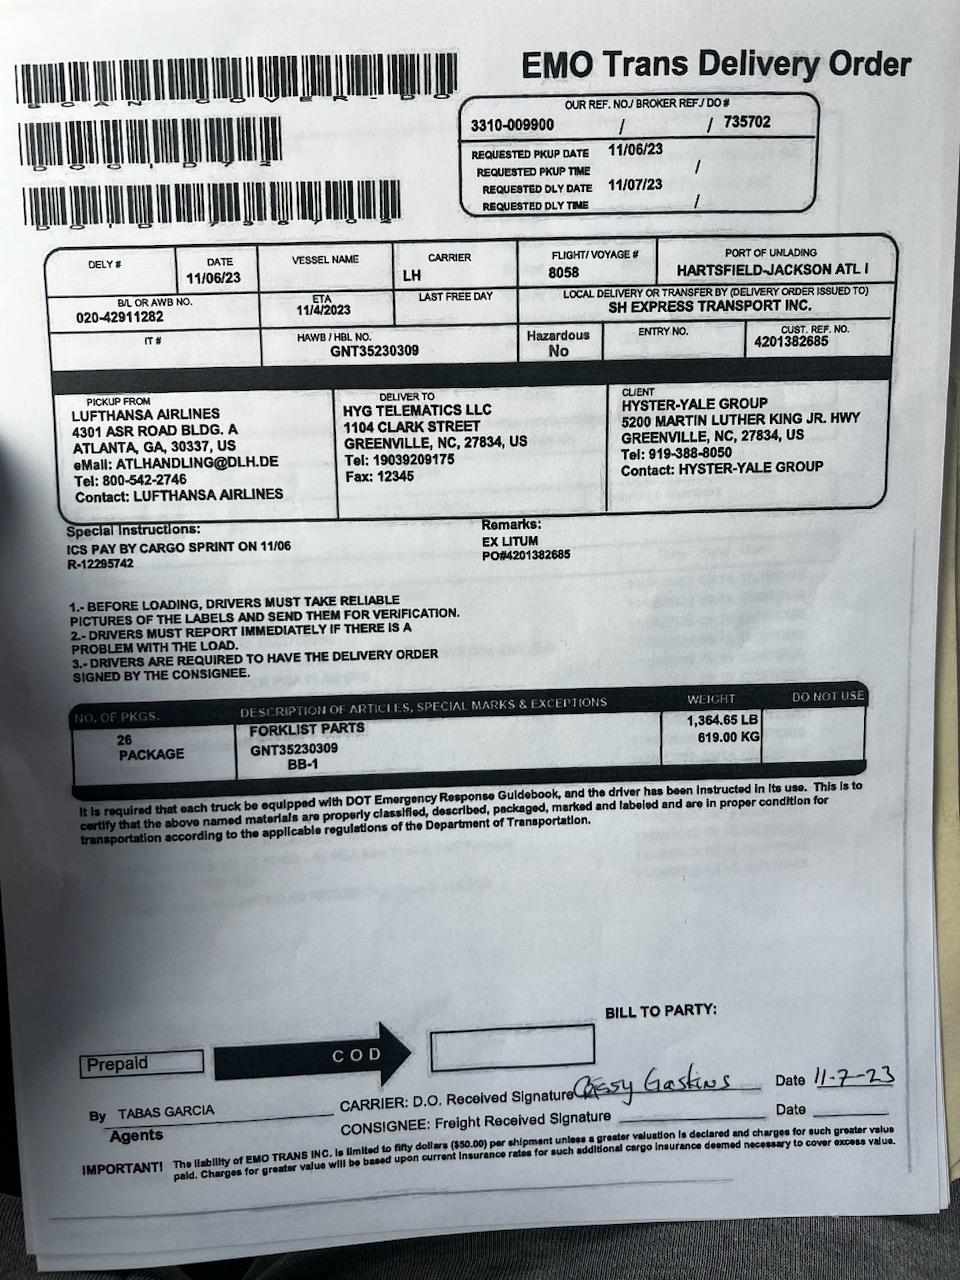 EMO Trans Delivery Order
SCAN COVER-DO
OUR REF. NO./ BROKER REF./ DO #
3310-009900 / / 735702
REQUESTED PKUP DATE 11/06/23
REQUESTED PKUP TIME /
REQUESTED DLY DATE 11/07/23
REQUESTED DLY TIME /
DELY # DATE VESSEL NAME CARRIER FLIGHT/ VOYAGE # PORT OF UNLADING
11/06/23 LH 8058 HARTSFIELD-JACKSON ATL I
B/L OR AWB NO. ETA LAST FREE DAY LOCAL DELIVERY OR TRANSFER BY (DELIVERY ORDER ISSUED TO)
020-42911282 11/4/2023 SH EXPRESS TRANSPORT INC.
IT # HAWB / HBL NO. Hazardous ENTRY NO. CUST. REF. NO.
GNT35230309 No 4201382685
PICKUP FROM
LUFTHANSA AIRLINES
4301 ASR ROAD BLDG. A
ATLANTA, GA, 30337, US
eMail: ATLHANDLING@DLH.DE
Tel: 800-542-2746
Contact: LUFTHANSA AIRLINES
DELIVER TO
HYG TELEMATICS LLC
1104 CLARK STREET
GREENVILLE, NC, 27834, US
Tel: 19039209175
Fax: 12345
CLIENT
HYSTER-YALE GROUP
5200 MARTIN LUTHER KING JR. HWY
GREENVILLE, NC, 27834, US
Tel: 919-388-8050
Contact: HYSTER-YALE GROUP
Special Instructions:
ICS PAY BY CARGO SPRINT ON 11/06
R-12295742
Remarks:
EX LITUM
PO#4201382685
1.- BEFORE LOADING, DRIVERS MUST TAKE RELIABLE
PICTURES OF THE LABELS AND SEND THEM FOR VERIFICATION.
2.- DRIVERS MUST REPORT IMMEDIATELY IF THERE IS A
PROBLEM WITH THE LOAD.
3.- DRIVERS ARE REQUIRED TO HAVE THE DELIVERY ORDER
SIGNED BY THE CONSIGNEE.
NO. OF PKGS. DESCRIPTION OF ARTICLES, SPECIAL MARKS & EXCEPTIONS WEIGHT DO NOT USE
26 FORKLIST PARTS 1,364.65 LB
PACKAGE GNT35230309 619.00 KG
BB-1
It is required that each truck be equipped with DOT Emergency Response Guidebook, and the driver has been instructed in its use. This is to
certify that the above named materials are properly classified, described, packaged, marked and labeled and are in proper condition for
transportation according to the applicable regulations of the Department of Transportation.
BILL TO PARTY:
Prepaid COD
By TABAS GARCIA CARRIER: D.O. Received Signature Gaskins Date 11-7-23
Agents CONSIGNEE: Freight Received Signature Date
IMPORTANT! The liability of EMO TRANS INC. is limited to fifty dollars ($50.00) per shipment unless a greater valuation is declared and charges for such greater value
paid. Charges for greater value will be based upon current insurance rates for such additional cargo insurance deemed necessary to cover excess value.